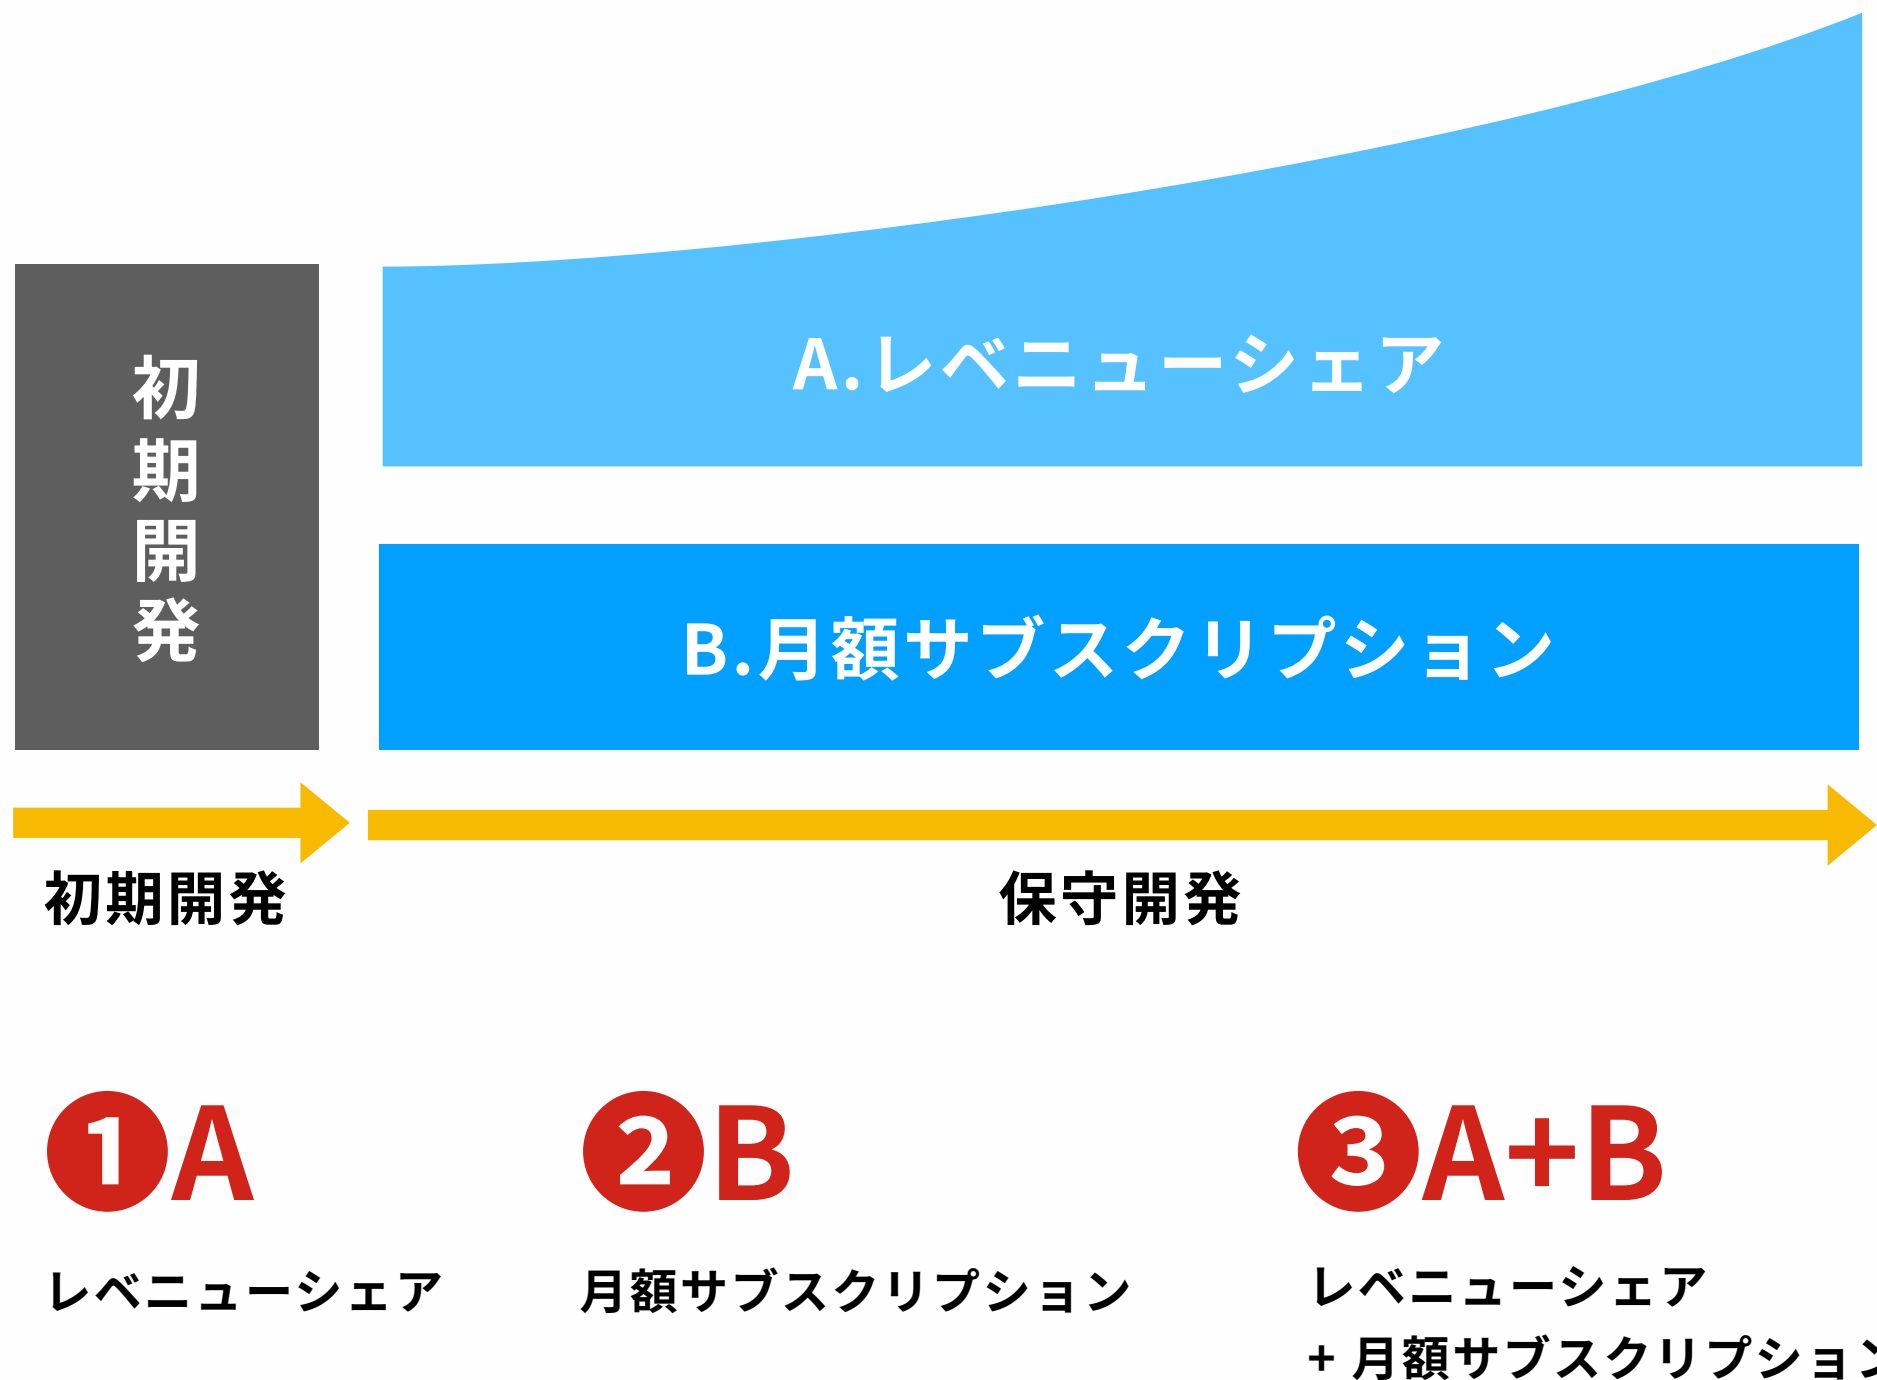 初期開発
A.レベニューシェア
B.月額サブスクリプション
初期開発
保守開発
1A
2B
3A+B
レベニューシェア
月額サブスクリプション
レベニューシェア
+ 月額サブスクリプション